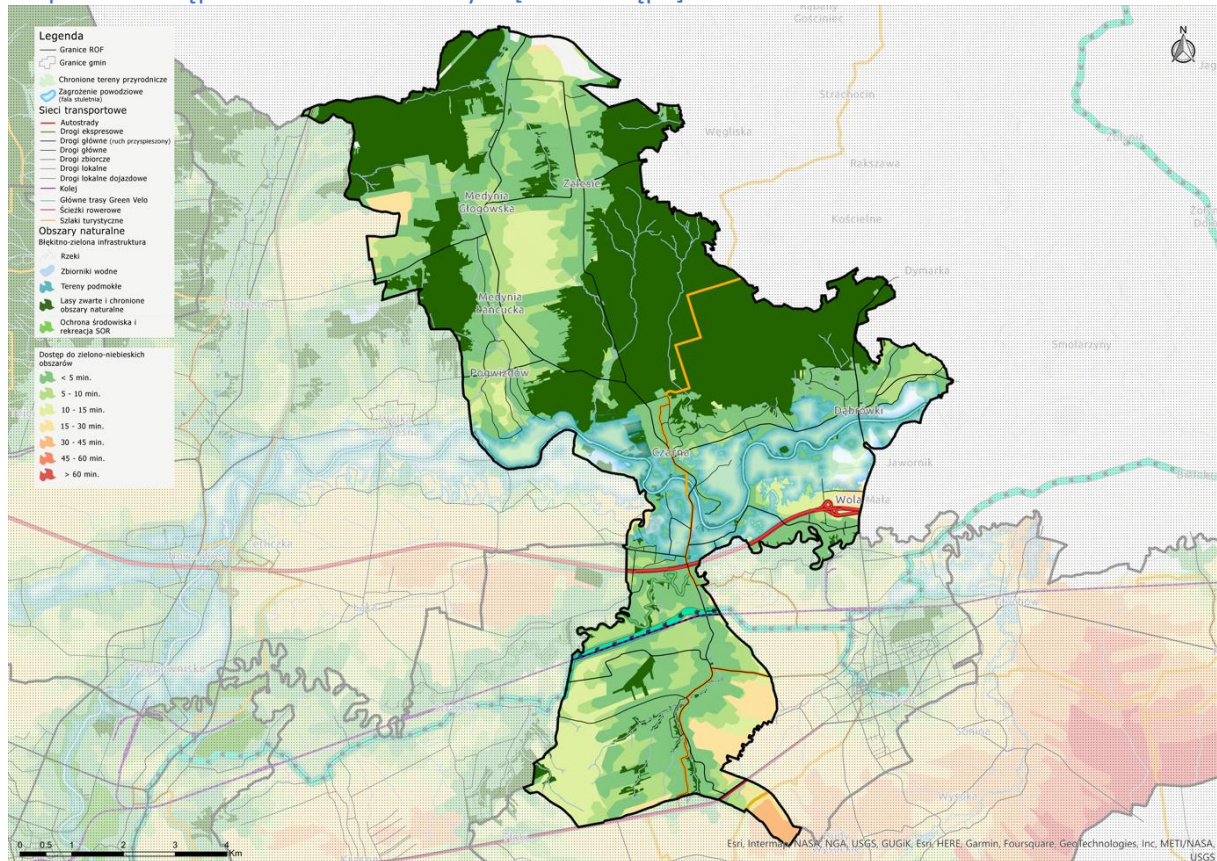 Legenda
Granice ROF
Granice gmin
Chronione tereny przyrodnicze
Zagrożenie powodziowe
(fala stuletnia)
Sieci transportowe
Autostrady
Drogi ekspresowe
Drogi główne (ruch przyspieszony)
Drogi główne
Drogi zbiorcze
Drogi lokalne
Drogi lokalne dojazdowe
Kolej
Główne trasy Green Velo
Ścieżki rowerowe
Szlaki turystyczne
Obszary naturalne
Błękitno-zielona infrastruktura
Rzeki
Zbiorniki wodne
Tereny podmokłe
Lasy zwarte i chronione
obszary naturalne
Ochrona środowiska i
rekreacja SOR
Dostęp do zielono-niebieskich
obszarów
< 5 min.
5 - 10 min.
10 - 15 min.
15 - 30 min.
30 - 45 min.
45 - 60 min.
> 60 min.
N
Gościniec
Strachocin
Węgliska
Rakszawa
Żołynia
Kościelne
Zalesie
Medynia
Głogowska
Dymarka
Medynia
Łańcucka
Smolarzyny
Pogwizdów
Dąbrówki
Czarna
Jawornik
Wola Mała
Sonina
Wysoka
0 0.5 1 2 3 4
Km
Esri, Intermap, NASA, NGA, USGS, GUGiK, Esri, HERE, Garmin, Foursquare, GeoTechnologies, Inc, METI/NASA,
USGS